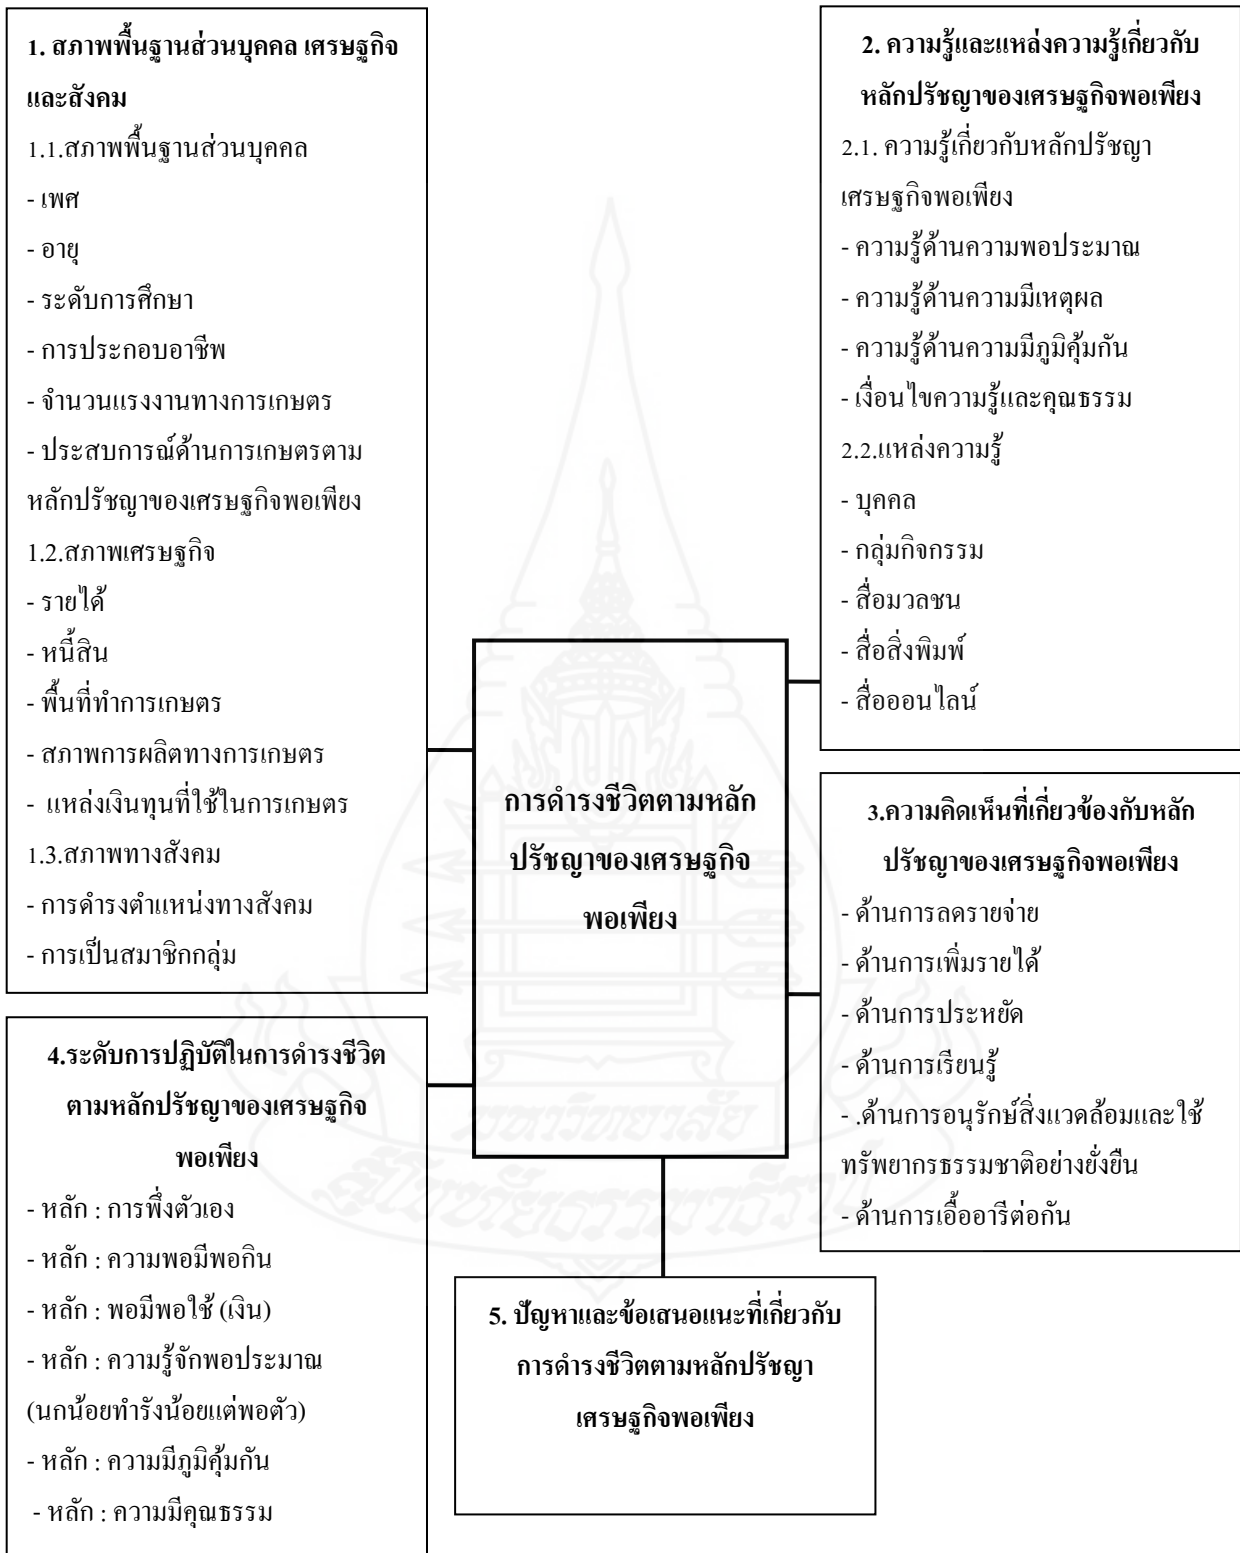 1. สภาพพื้นฐานส่วนบุคคล เศรษฐกิจ
และสังคม
1.1.สภาพพื้นฐานส่วนบุคคล
- เพศ
- อายุ
- ระดับการศึกษา
- การประกอบอาชีพ
- จำนวนแรงงานทางการเกษตร
- ประสบการณ์ด้านการเกษตรตาม
หลักปรัชญาของเศรษฐกิจพอเพียง
1.2.สภาพเศรษฐกิจ
- รายได้
- หนี้สิน
- พื้นที่ทำการเกษตร
- สภาพการผลิตทางการเกษตร
- แหล่งเงินทุนที่ใช้ในการเกษตร
1.3.สภาพทางสังคม
- การดำรงตำแหน่งทางสังคม
- การเป็นสมาชิกกลุ่ม
2. ความรู้และแหล่งความรู้เกี่ยวกับ
หลักปรัชญาของเศรษฐกิจพอเพียง
2.1. ความรู้เกี่ยวกับหลักปรัชญา
เศรษฐกิจพอเพียง
- ความรู้ด้านความพอประมาณ
- ความรู้ด้านความมีเหตุผล
- ความรู้ด้านความมีภูมิคุ้มกัน
- เงื่อนไขความรู้และคุณธรรม
2.2.แหล่งความรู้
- บุคคล
- กลุ่มกิจกรรม
- สื่อมวลชน
- สื่อสิ่งพิมพ์
- สื่อออนไลน์
การดำรงชีวิตตามหลัก
ปรัชญาของเศรษฐกิจ
พอเพียง
3.ความคิดเห็นที่เกี่ยวข้องกับหลัก
ปรัชญาของเศรษฐกิจพอเพียง
- ด้านการลดรายจ่าย
- ด้านการเพิ่มรายได้
- ด้านการประหยัด
- ด้านการเรียนรู้
- .ด้านการอนุรักษ์สิ่งแวดล้อมและใช้
ทรัพยากรธรรมชาติอย่างยั่งยืน
- ด้านการเอื้ออารีต่อกัน
4.ระดับการปฏิบัติในการดำรงชีวิต
ตามหลักปรัชญาของเศรษฐกิจ
พอเพียง
- หลัก : การพึ่งตัวเอง
- หลัก : ความพอมีพอกิน
- หลัก : พอมีพอใช้ (เงิน)
- หลัก : ความรู้จักพอประมาณ
(นกน้อยทำรังน้อยแต่พอตัว)
- หลัก : ความมีภูมิคุ้มกัน
- หลัก : ความมีคุณธรรม
5. ปัญหาและข้อเสนอแนะที่เกี่ยวกับ
การดำรงชีวิตตามหลักปรัชญา
เศรษฐกิจพอเพียง
มหาวิทยาลัย
สุโขทัยธรรมาธิราช